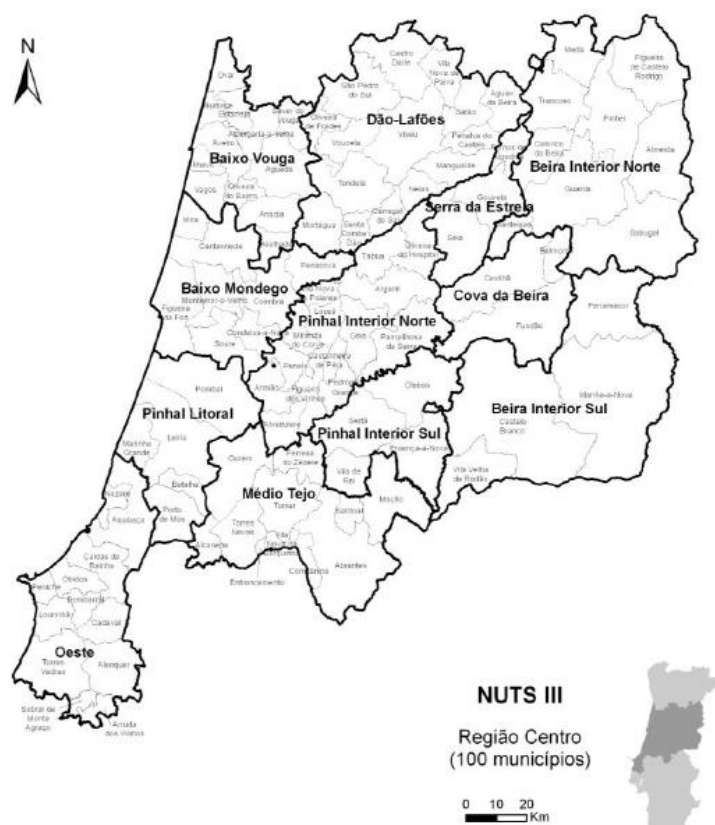 N
Ovar
Murtosa
Estarreja
Sever do
Vouga
Albergaria-a-Velha
Aveiro
Baixo Vouga
Ílhavo
Águeda
Vagos
Oliveira
do Bairro
Anadia
Mealhada
Castro
Daire
Vila
Nova de
Paiva
São Pedro
do Sul
Aguiar
da Beira
Oliveira
de Frades
Sátão
Dão-Lafões
Viseu
Vouzela
Penalva do
Castelo
Mangualde
Tondela
Nelas
Carregal
do Sal
Mortágua
Santa
Comba
Dão
Meda
Figueira
de Castelo
Rodrigo
Trancoso
Pinhel
Almeida
Celorico
da Beira
Beira Interior Norte
Guarda
Sabugal
Manteigas
Fornos de
Algodres
Gouveia
Serra da Estrela
Seia
Mira
Cantanhede
Penacova
Baixo Mondego
Montemor-o-Velho
Coimbra
Figueira
da Foz
Condeixa-a-Nova
Soure
Tábua
Oliveira
do Hospital
Arganil
Vila Nova
de Poiares
Lousã
Pinhal Interior Norte
Miranda
do Corvo
Góis
Pampilhosa
da Serra
Castanheira
de Pêra
Penela
Pedrógão
Grande
Ansião
Figueiró
dos Vinhos
Alvaiázere
Belmonte
Covilhã
Cova da Beira
Fundão
Penamacor
Idanha-a-Nova
Beira Interior Sul
Castelo
Branco
Vila Velha
de Rodão
Oleiros
Sertã
Pinhal Interior Sul
Proença-a-Nova
Vila de
Rei
Mação
Pombal
Pinhal Litoral
Leiria
Marinha
Grande
Batalha
Porto
de Mós
Ourém
Ferreira
do Zêzere
Médio Tejo
Tomar
Sardoal
Torres
Novas
Vila
Nova da
Barquinha
Alcanena
Abrantes
Constância
Entroncamento
Nazaré
Alcobaça
Caldas da
Rainha
Óbidos
Peniche
Bombarral
Lourinhã
Cadaval
Oeste
Torres
Vedras
Alenquer
Sobral de
Monte
Agraço
Arruda
dos Vinhos
NUTS III
Região Centro
(100 municípios)
0 10 20
Km